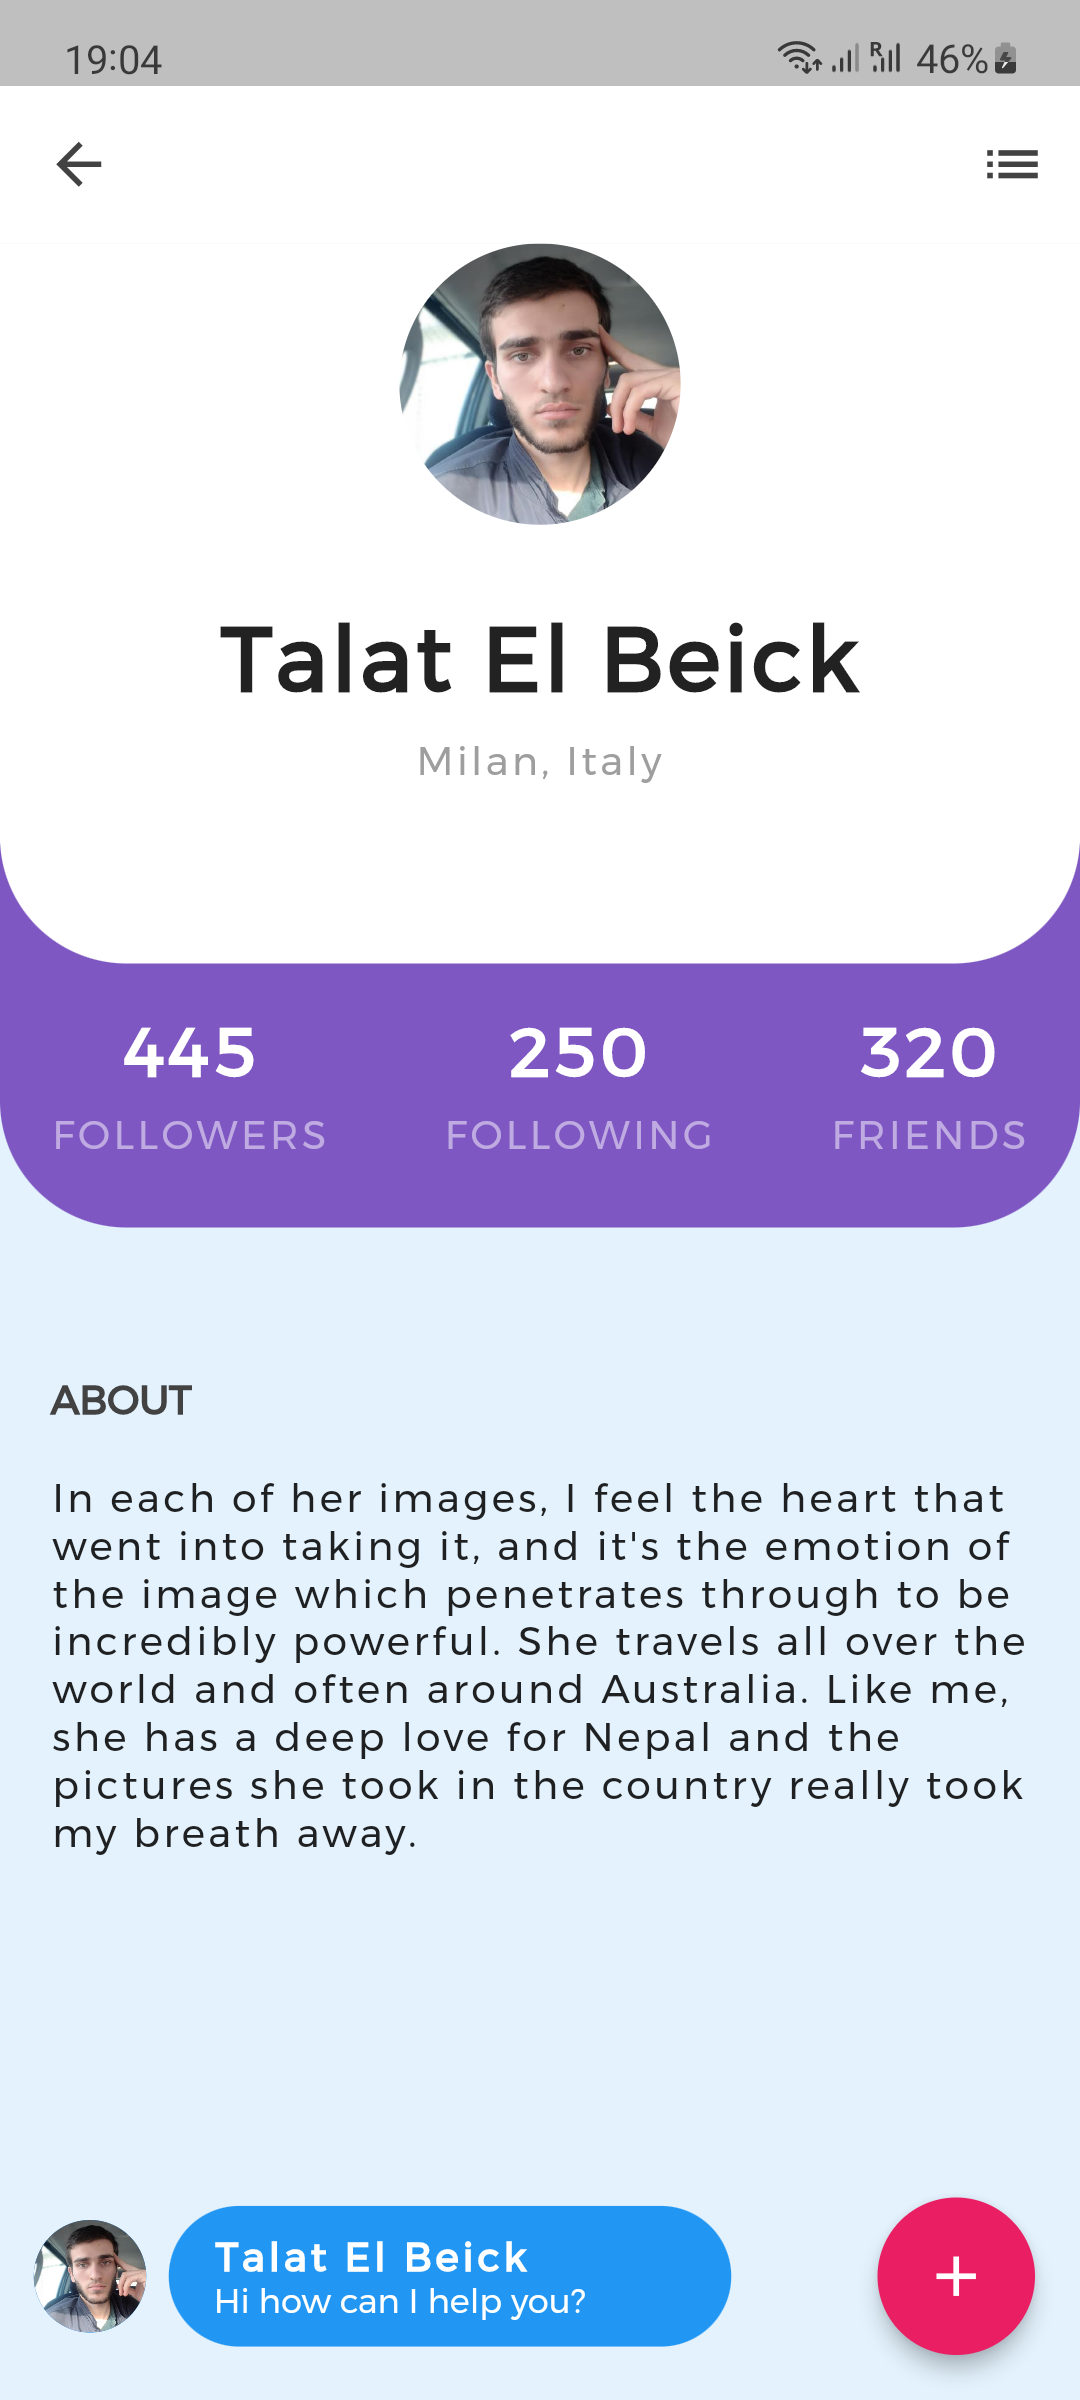 19:04
R 46%
Talat El Beick
Milan, Italy
445 250 320
FOLLOWERS FOLLOWING FRIENDS
ABOUT
In each of her images, I feel the heart that
went into taking it, and it's the emotion of
the image which penetrates through to be
incredibly powerful. She travels all over the
world and often around Australia. Like me,
she has a deep love for Nepal and the
pictures she took in the country really took
my breath away.
Talat El Beick
Hi how can I help you?